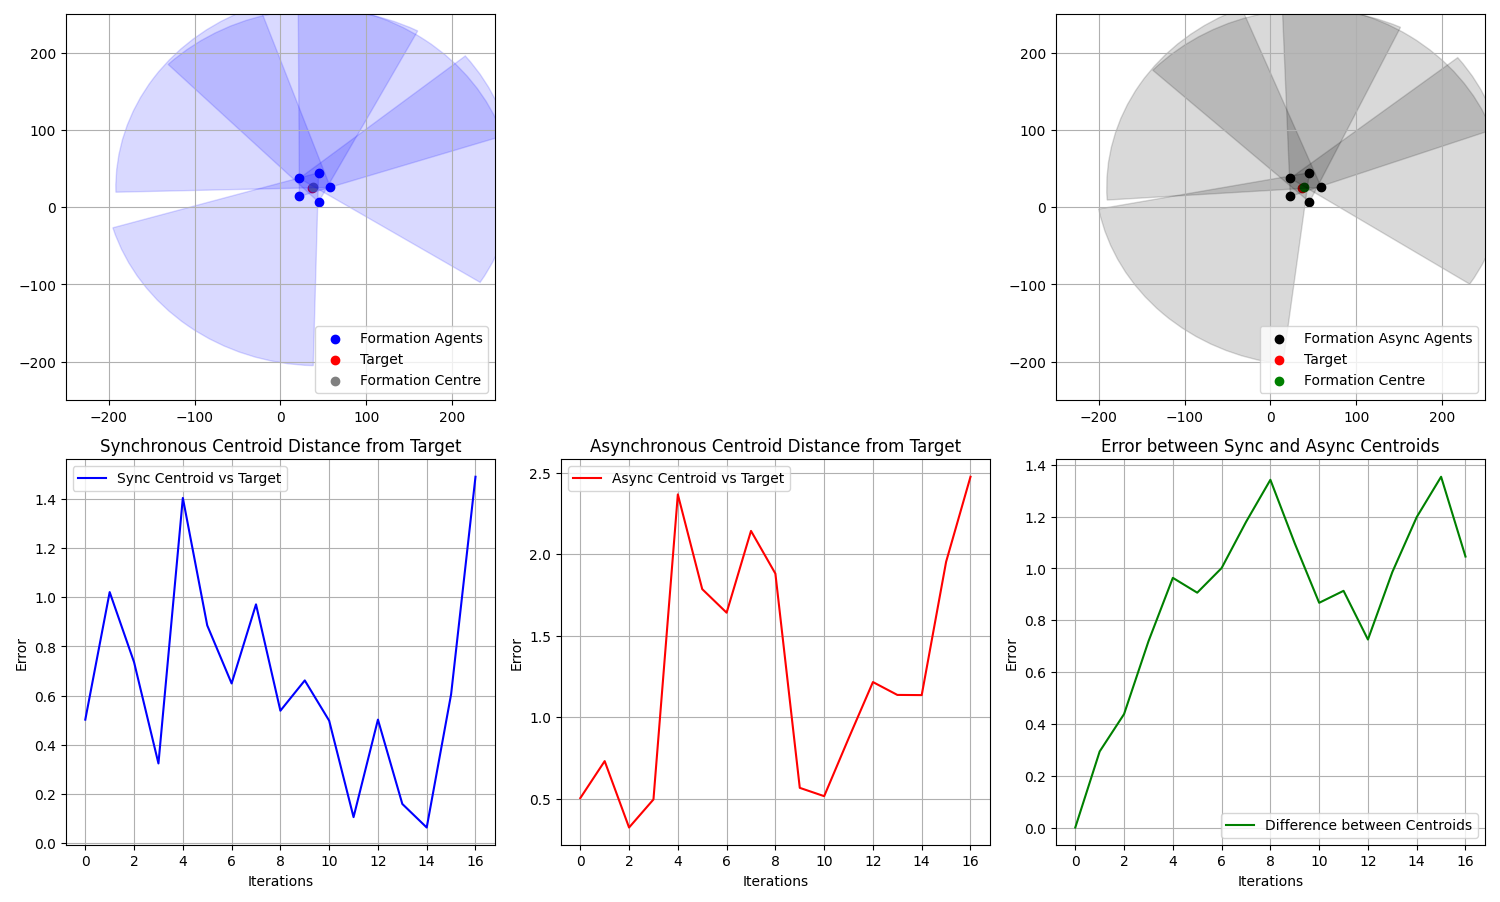 200
100
0
−100
−200
−200 −100 0 100 200
Formation Agents
Target
Formation Centre
200
100
0
−100
−200
−200 −100 0 100 200
Formation Async Agents
Target
Formation Centre
Synchronous Centroid Distance from Target
Sync Centroid vs Target
Error
1.4
1.2
1.0
0.8
0.6
0.4
0.2
0.0
0 2 4 6 8 10 12 14 16
Iterations
Asynchronous Centroid Distance from Target
Async Centroid vs Target
Error
2.5
2.0
1.5
1.0
0.5
0 2 4 6 8 10 12 14 16
Iterations
Error between Sync and Async Centroids
Error
1.4
1.2
1.0
0.8
0.6
0.4
0.2
0.0
Difference between Centroids
0 2 4 6 8 10 12 14 16
Iterations